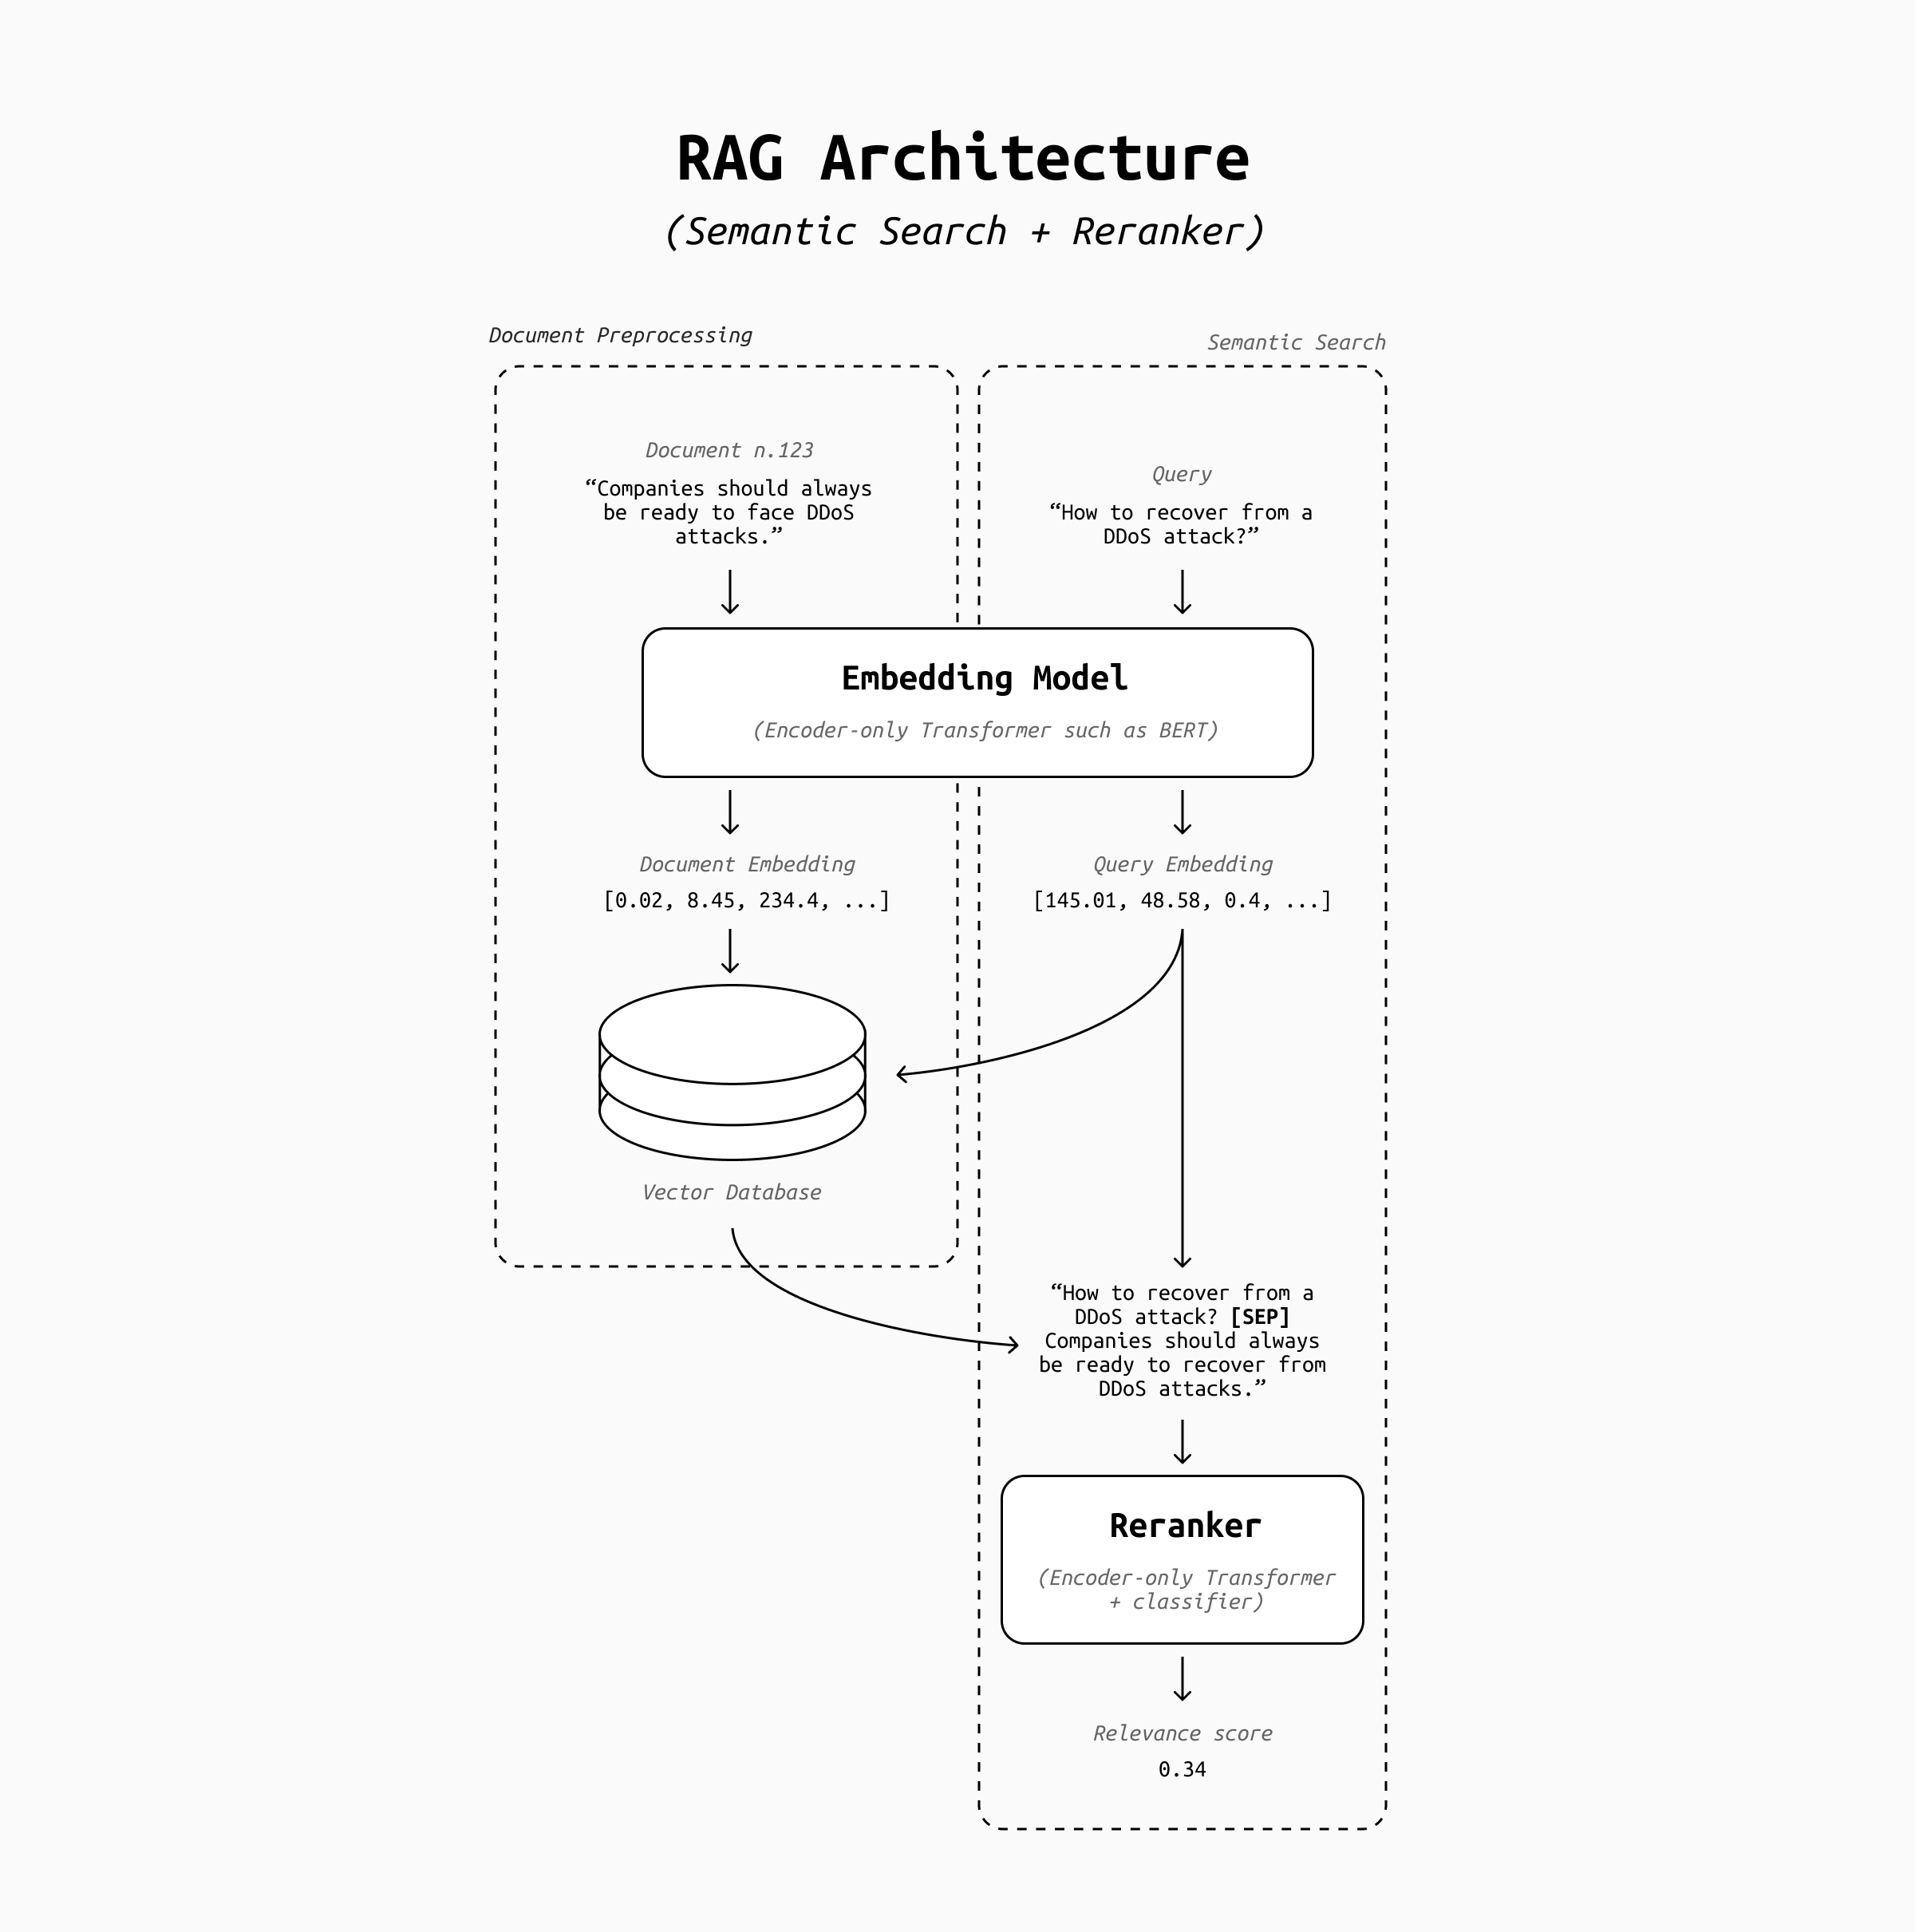 RAG Architecture
(Semantic Search + Reranker)
Document Preprocessing
Semantic Search
Document n.123
“Companies should always
be ready to face DDoS
attacks.”
Query
“How to recover from a
DDoS attack?”
Embedding Model
(Encoder-only Transformer such as BERT)
Document Embedding
[0.02, 8.45, 234.4, ...]
Query Embedding
[145.01, 48.58, 0.4, ...]
Vector Database
“How to recover from a
DDoS attack? [SEP]
Companies should always
be ready to recover from
DDoS attacks.”
Reranker
(Encoder-only Transformer
+ classifier)
Relevance score
0.34